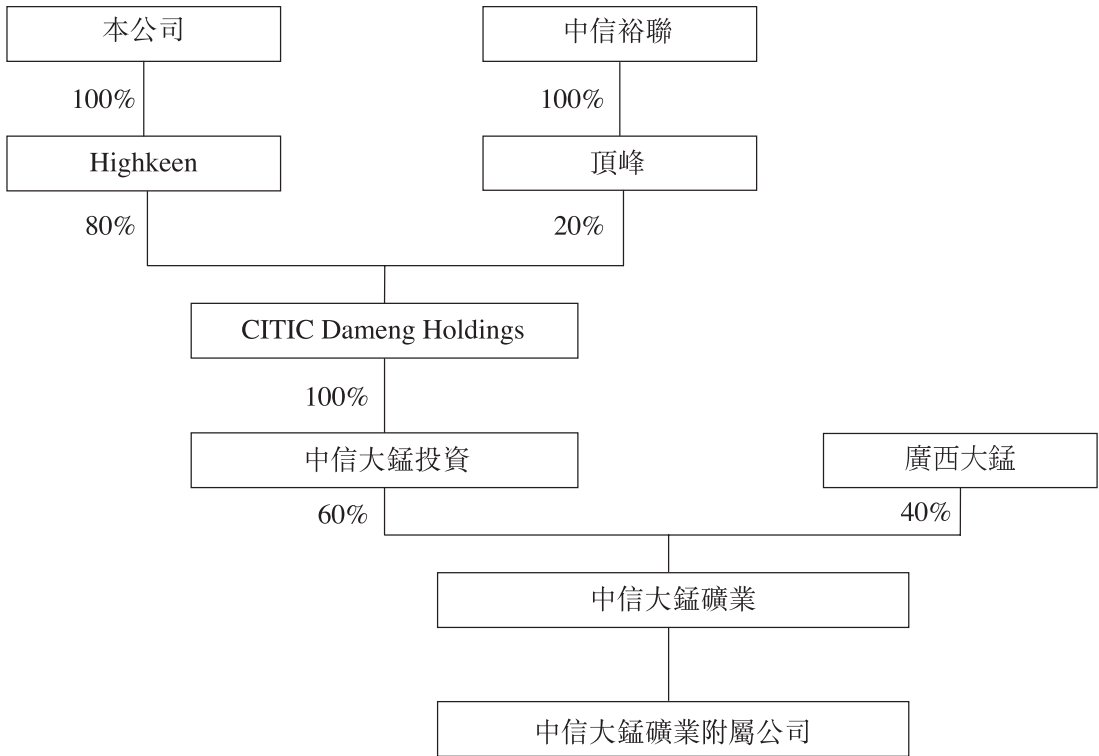 本公司
中信裕聯
100%
100%
Highkeen
頂峰
80%
20%
CITIC Dameng Holdings
100%
中信大錳投資
廣西大錳
60%
40%
中信大錳礦業
中信大錳礦業附屬公司